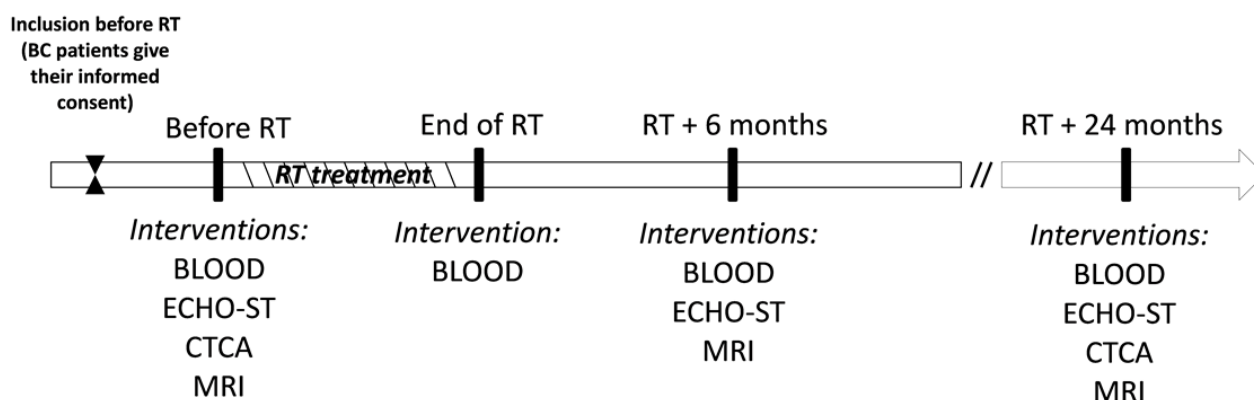 Inclusion before RT
(BC patients give
their informed
consent)
Before RT
End of RT
RT + 6 months
RT + 24 months
RT treatment
//
Interventions:
BLOOD
ECHO-ST
CTCA
MRI
Intervention:
BLOOD
Interventions:
BLOOD
ECHO-ST
MRI
Interventions:
BLOOD
ECHO-ST
CTCA
MRI